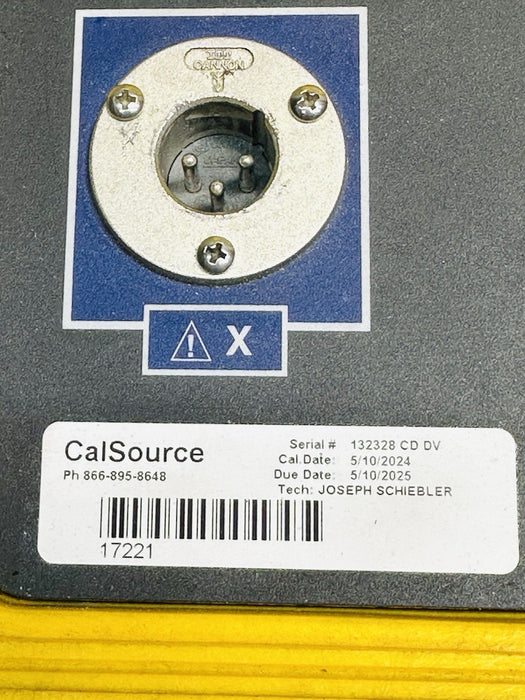 ITT
CANNON
X
CalSource
Ph 866-895-8648
Serial # 132328 CD DV
Cal.Date: 5/10/2024
Due Date: 5/10/2025
Tech: JOSEPH SCHIEBLER
17221